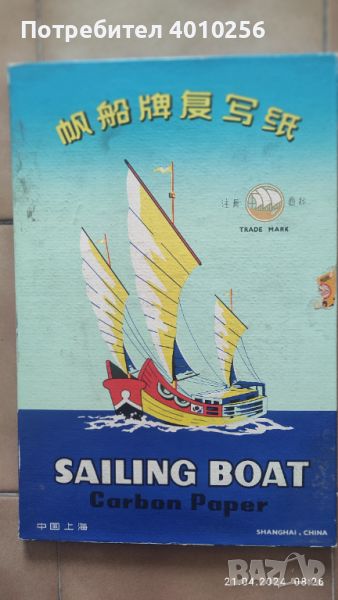 Потребител 4010256
帆船牌复写纸
注册 商标
TRADE MARK
SAILING BOAT
Carbon Paper
中国上海
SHANGHAI, CHINA
BAZAR
21.04.2024 08:26